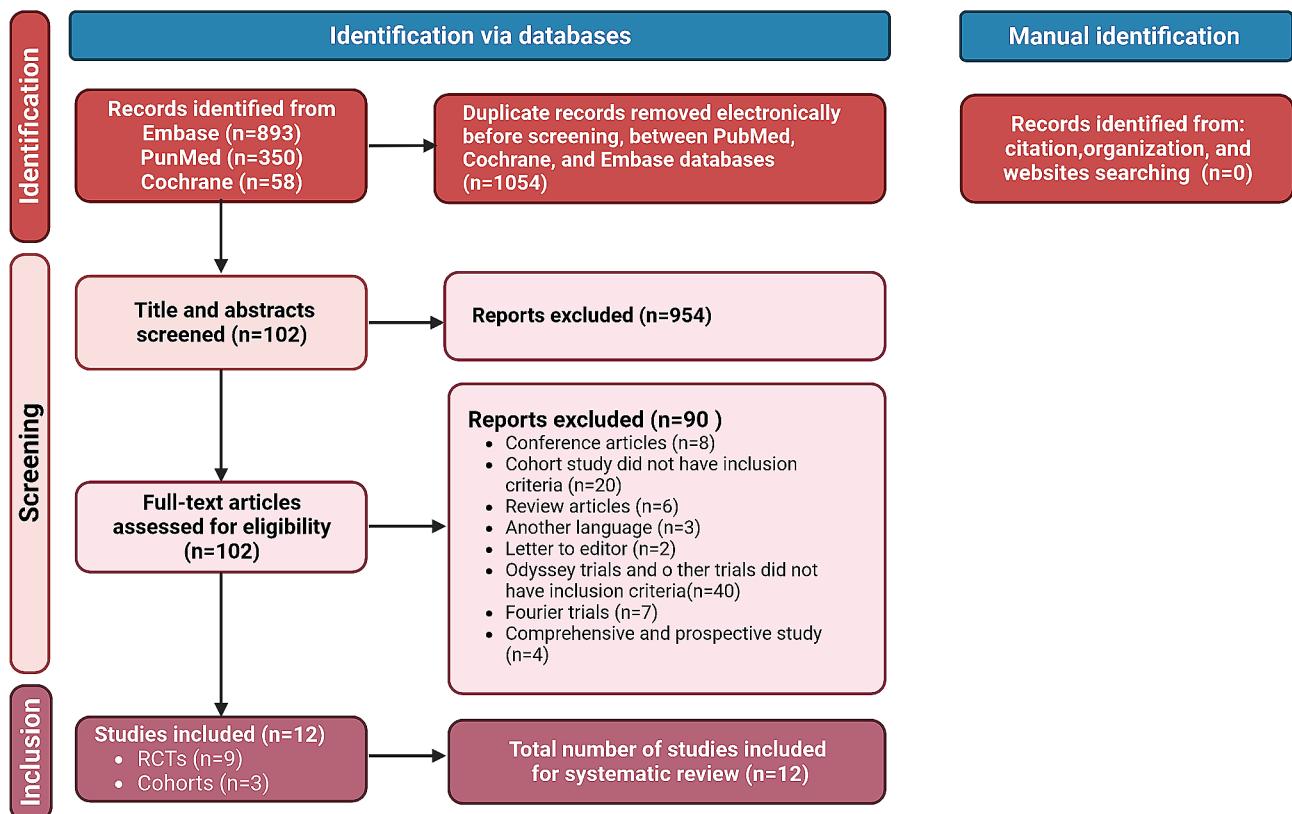 Identification via databases
Manual identification
Identification
Records identified from
Embase (n=893)
PunMed (n=350)
Cochrane (n=58)
Duplicate records removed electronically
before screening, between PubMed,
Cochrane, and Embase databases
(n=1054)
Records identified from:
citation,organization, and
websites searching (n=0)
Screening
Title and abstracts
screened (n=102)
Reports excluded (n=954)
Full-text articles
assessed for eligibility
(n=102)
Reports excluded (n=90 )
• Conference articles (n=8)
• Cohort study did not have inclusion
criteria (n=20)
• Review articles (n=6)
• Another language (n=3)
• Letter to editor (n=2)
• Odyssey trials and o ther trials did not
have inclusion criteria(n=40)
• Fourier trials (n=7)
• Comprehensive and prospective study
(n=4)
Inclusion
Studies included (n=12)
• RCTs (n=9)
• Cohorts (n=3)
Total number of studies included
for systematic review (n=12)